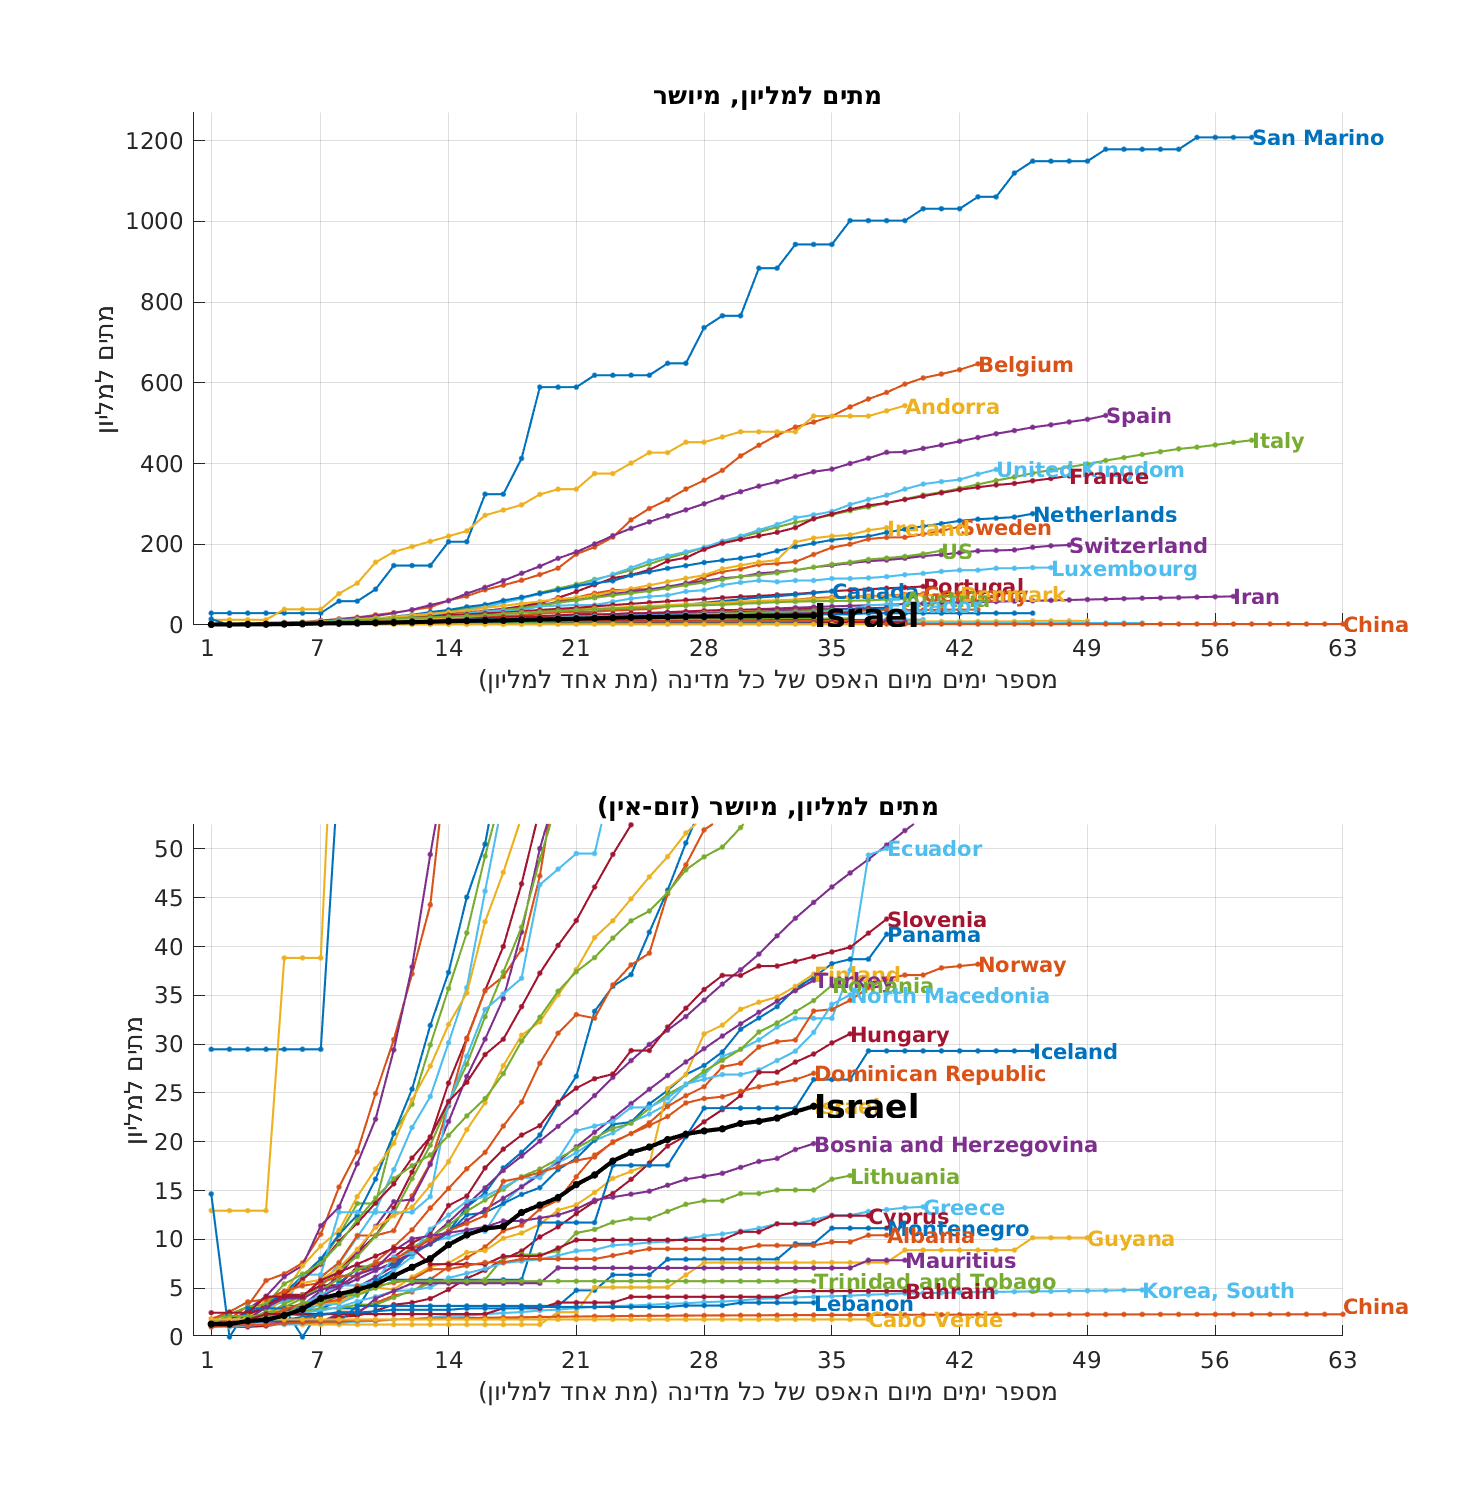 מתים למליון, מיושר
מתים למליון
1200
1000
800
600
400
200
0
San Marino
Belgium
Andorra
Spain
Italy
United Kingdom
France
Netherlands
Sweden
Ireland
US
Switzerland
Luxembourg
Portugal
Canada
Denmark
Iran
Israel
China
1 7 14 21 28 35 42 49 56 63
מספר ימים מיום האפס של כל מדינה (מת אחד למליון)
מתים למליון, מיושר (זום-אין)
מתים למליון
50
45
40
35
30
25
20
15
10
5
0
Ecuador
Slovenia
Panama
Norway
Finland
Turkey
Romania
North Macedonia
Hungary
Iceland
Dominican Republic
Israel
Bosnia and Herzegovina
Lithuania
Greece
Cyprus
Montenegro
Albania
Guyana
Mauritius
Trinidad and Tobago
Bahrain
Korea, South
Lebanon
China
Cabo Verde
1 7 14 21 28 35 42 49 56 63
מספר ימים מיום האפס של כל מדינה (מת אחד למליון)